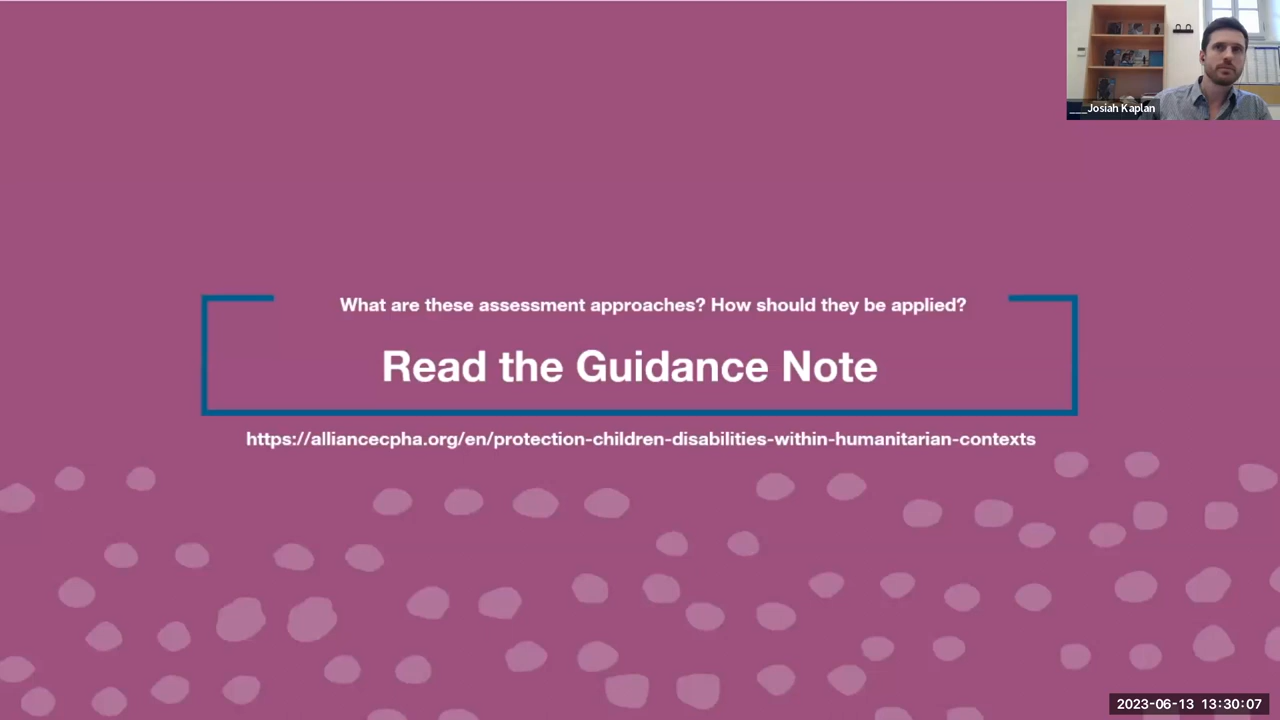 ___Josiah Kaplan
What are these assessment approaches? How should they be applied?
Read the Guidance Note
https://alliancecpha.org/en/protection-children-disabilities-within-humanitarian-contexts
2023-06-13 13:30:07